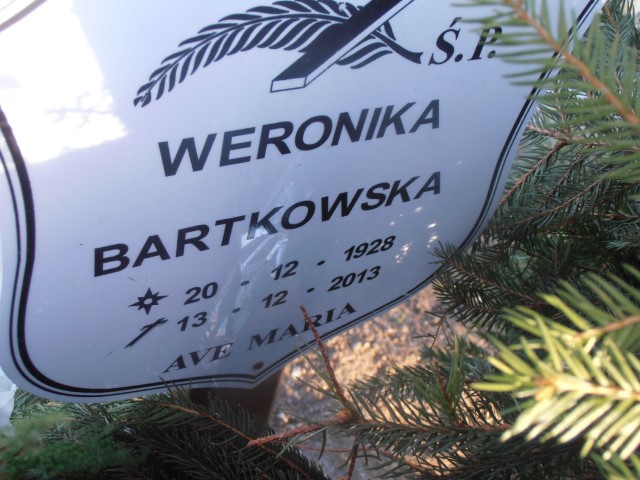 Ś.P.
WERONIKA
BARTKOWSKA
20 - 12 - 1928
13 - 12 - 2013
AVE MARIA